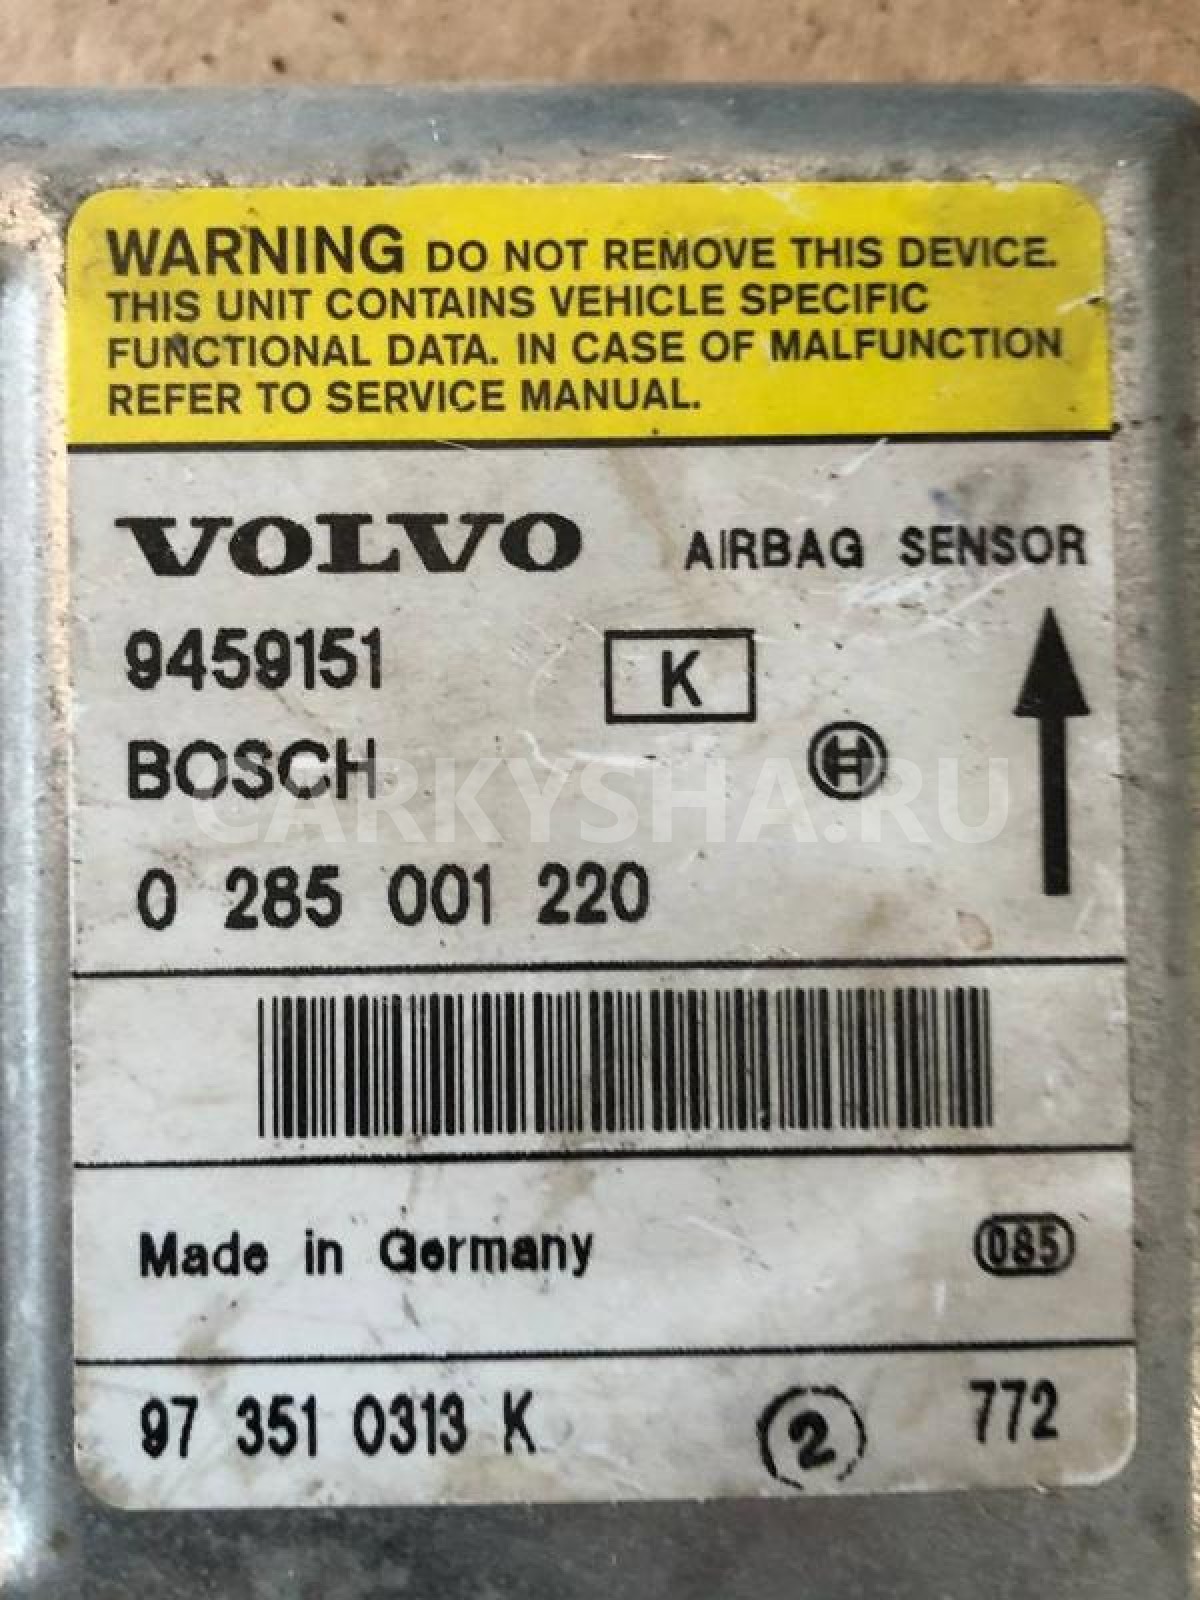 WARNING DO NOT REMOVE THIS DEVICE.
THIS UNIT CONTAINS VEHICLE SPECIFIC
FUNCTIONAL DATA. IN CASE OF MALFUNCTION
REFER TO SERVICE MANUAL.
VOLVO AIRBAG SENSOR
9459151 K
BOSCH
CARKYSHA.RU
0 285 001 220
Made in Germany 085
97 351 0313 K 2 772